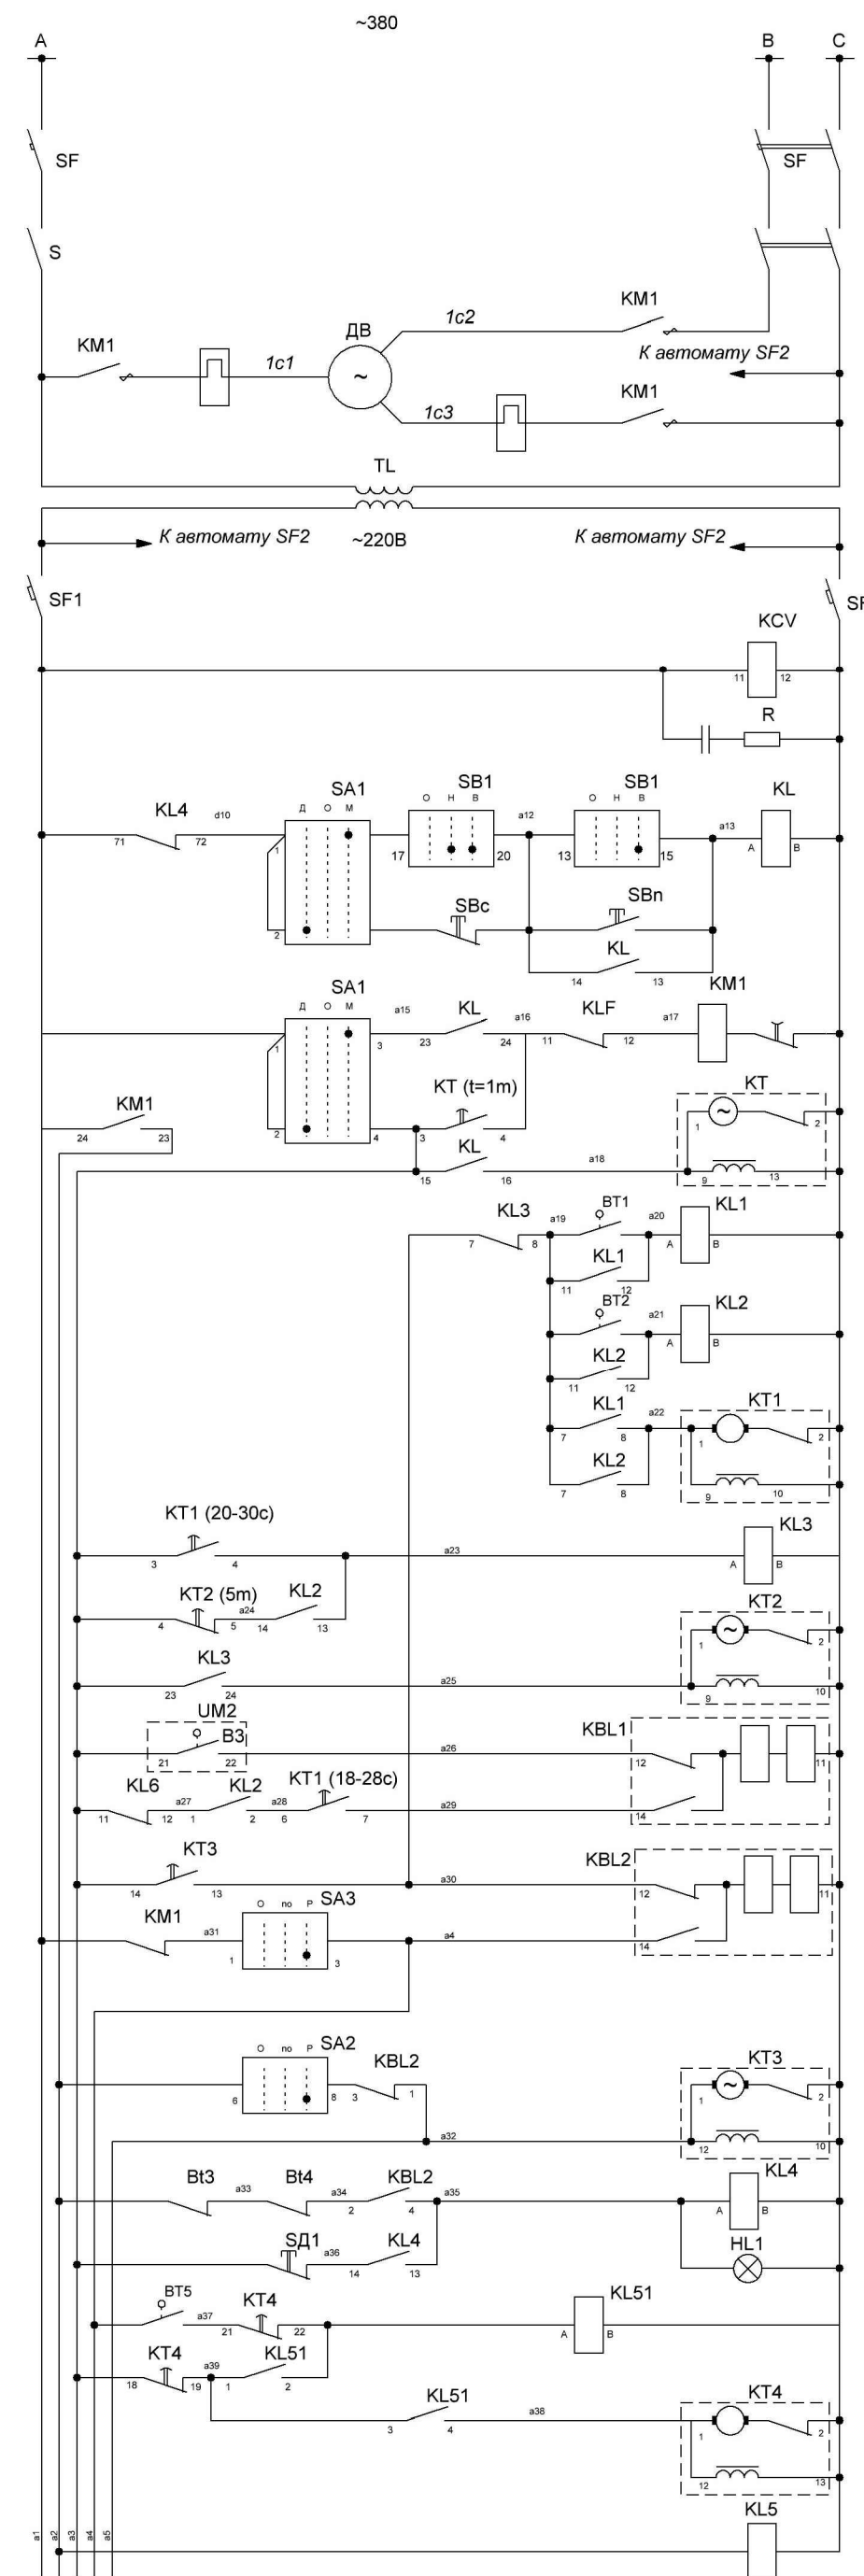 ~380
A B C
SF SF
S
KM1
ДВ 1с2
К автомату SF2
KM1 1с1 ~
1с3 KM1
TL
К автомату SF2 ~220В К автомату SF2
SF1 SF
KCV
11 12
R
SA1 SB1 SB1 KL
KL4 d10 Д О М О Н В a12 О Н В a13
71 72 1 17 20 13 15 A B
SBc SBn
2
KL
14 13
SA1 KM1
Д О М a15 KL a16 KLF a17
1 3 23 24 11 12
KT (t=1m) KT
KM1 ~
24 23 2 4 3 4 1 2
KL a18
15 16 9 13
KL3 a19 BT1 a20 KL1
7 8 A B
KL1
11 12
BT2 a21 KL2
A B
KL2
11 12
KL1 a22 KT1
7 8 1 2
KL2
7 8 9 10
KT1 (20-30с) KL3
3 4 a23 A B
KT2 (5m) a24 KL2 KT2
4 5 14 13 1 ~ 2
KL3
23 24 a25 9 10
UM2 KBL1
B3
21 22 a26 12 11
KL6 a27 KL2 a28 KT1 (18-28с)
11 12 1 2 6 7 a29 14
KT3 KBL2
14 13 a30 12 11
KM1 a31 О по Р SA3
1 3 a4 14
О по Р SA2 KBL2 KT3
6 8 3 1 1 ~ 2
a32 12 10
Bt3 a33 Bt4 a34 KBL2 a35 KL4
2 4 A B
SД1 a36 KL4 HL1
14 13
BT5 a37 KT4 KL51
21 22 A B
KT4 a39 KL51
18 19 1 2
KL51 a38 KT4
3 4 1 2
12 13
a1 a2 a3 a4 a5 KL5